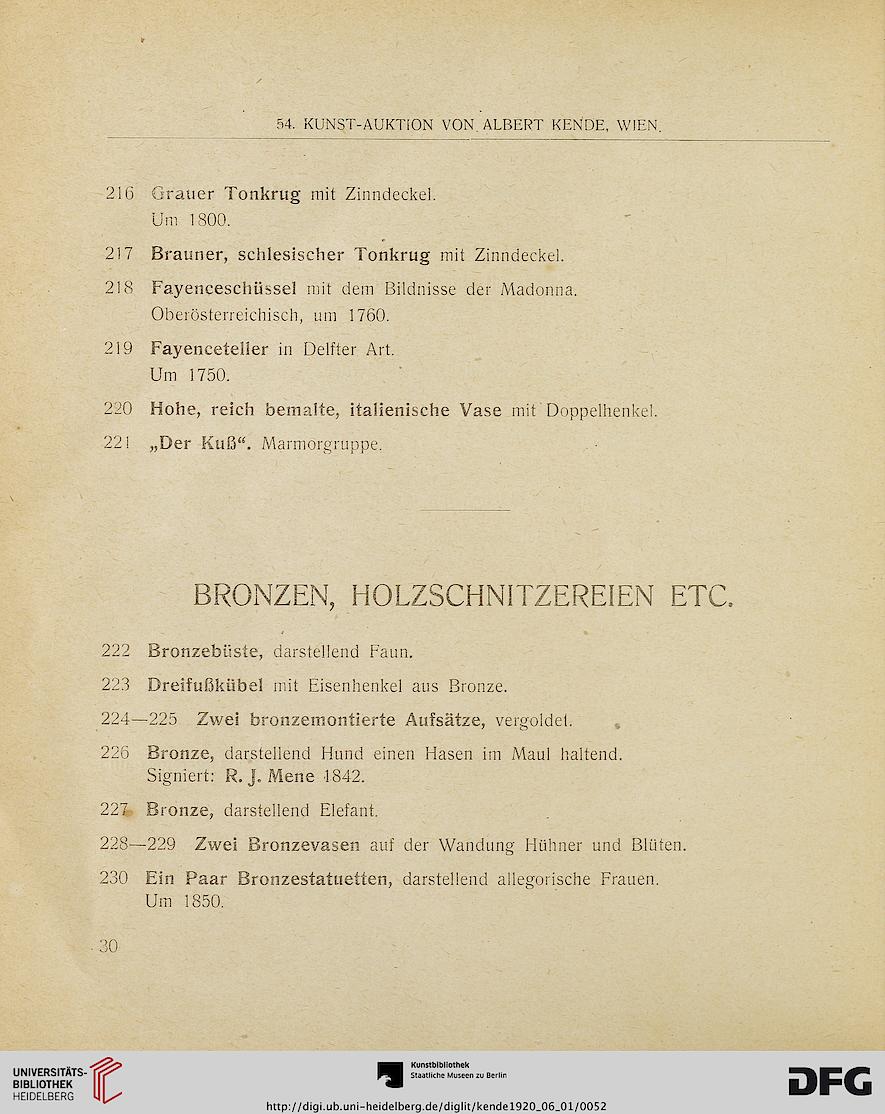 54. KUNST-AUKTION VON ALBERT KENDE, WIEN.
216 Grauer Tonkrug mit Zinndeckel.
Um 1800.
217 Brauner, schlesischer Tonkrug mit Zinndeckel.
218 Fayenceschüssel mit dem Bildnisse der Madonna.
Oberösterreichisch, um 1760.
219 Fayenceteller in Delfter Art.
Um 1750.
220 Hohe, reich bemalte, italienische Vase mit Doppelhenkel.
221 „Der Kuß“. Marmorgruppe.
BRONZEN, HOLZSCHNITZEREIEN ETC.
222 Bronzebüste, darstellend Faun.
223 Dreifußkübel mit Eisenhenkel aus Bronze.
224—225 Zwei bronzemontierte Aufsätze, vergoldet.
226 Bronze, darstellend Hund einen Hasen im Maul haltend.
Signiert: R. J. Mene 1842.
227 Bronze, darstellend Elefant.
228—229 Zwei Bronzevasen auf der Wandung Hühner und Blüten.
230 Ein Paar Bronzestatuetten, darstellend allegorische Frauen.
Um 1850.
30
UNIVERSITÄTS-
BIBLIOTHEK
HEIDELBERG
Kunstbibliothek
Staatliche Museen zu Berlin
http://digi.ub.uni-heidelberg.de/diglit/kende1920_06_01/0052
DFG